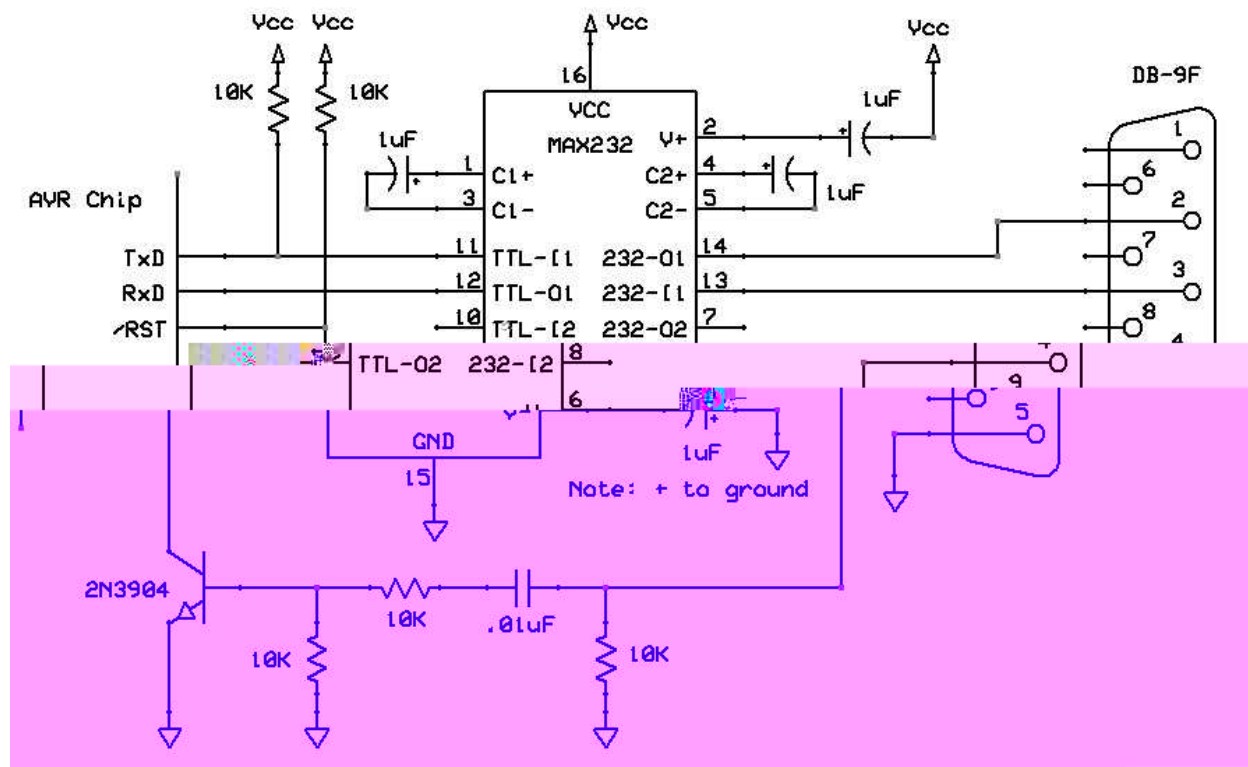 Vcc Vcc
Vcc
Vcc
16
10K
10K
DB-9F
1uF
VCC
MAX232
V+
2
1uF
1
C1+
C2+
4
3
C1-
C2-
5
1uF
AVR Chip
TxD
11
TTL-I1
232-O1
14
RxD
12
TTL-O1
232-I1
13
/RST
10
TTL-I2
232-O2
7
TTL-O2
232-I2
8
1
6
2
7
3
8
9
5
6
GND
15
1uF
Note: + to ground
2N3904
10K
.01uF
10K
10K